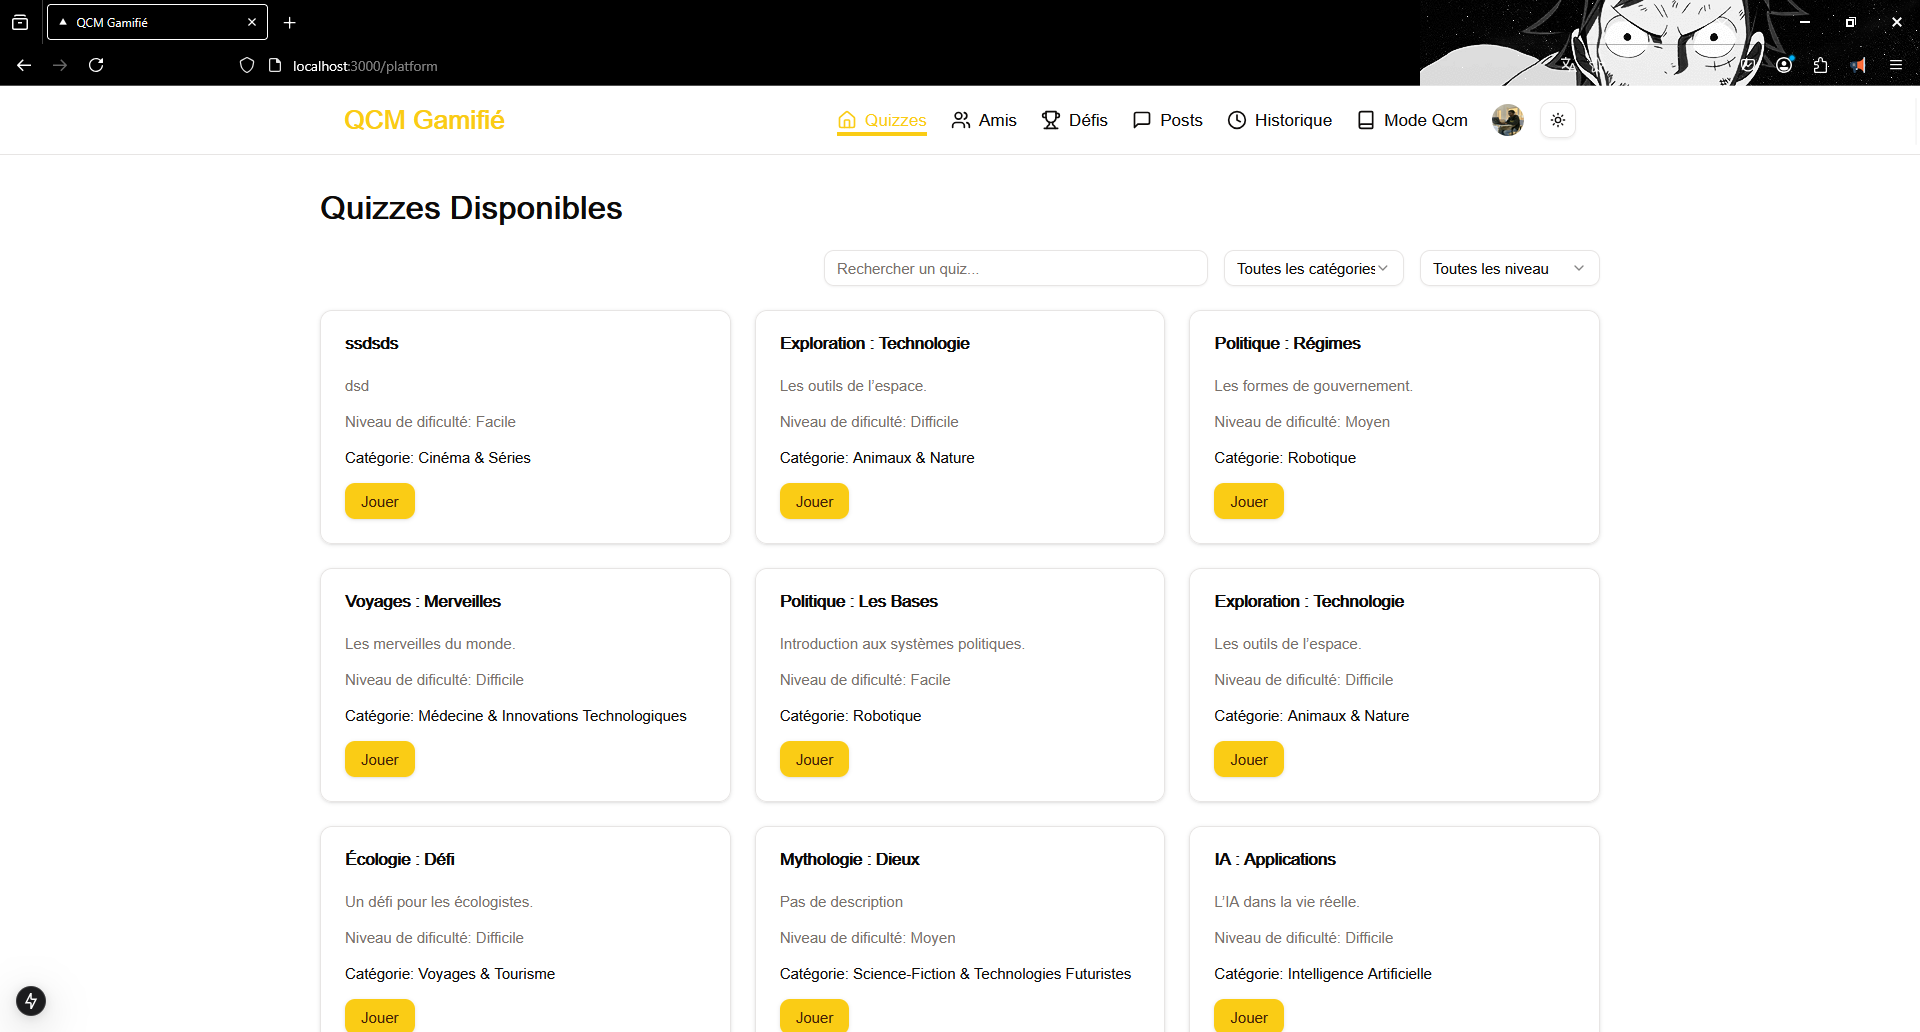 QCM Gamifié
localhost:3000/platform
QCM Gamifié
Quizzes
Amis
Défis
Posts
Historique
Mode Qcm
Quizzes Disponibles
Rechercher un quiz...
Toutes les catégories
Toutes les niveau
ssdsds
dsd
Niveau de dificulté: Facile
Catégorie: Cinéma & Séries
Jouer
Exploration : Technologie
Les outils de l’espace.
Niveau de dificulté: Difficile
Catégorie: Animaux & Nature
Jouer
Politique : Régimes
Les formes de gouvernement.
Niveau de dificulté: Moyen
Catégorie: Robotique
Jouer
Voyages : Merveilles
Les merveilles du monde.
Niveau de dificulté: Difficile
Catégorie: Médecine & Innovations Technologiques
Jouer
Politique : Les Bases
Introduction aux systèmes politiques.
Niveau de dificulté: Facile
Catégorie: Robotique
Jouer
Exploration : Technologie
Les outils de l’espace.
Niveau de dificulté: Difficile
Catégorie: Animaux & Nature
Jouer
Écologie : Défi
Un défi pour les écologistes.
Niveau de dificulté: Difficile
Catégorie: Voyages & Tourisme
Jouer
Mythologie : Dieux
Pas de description
Niveau de dificulté: Moyen
Catégorie: Science-Fiction & Technologies Futuristes
Jouer
IA : Applications
L’IA dans la vie réelle.
Niveau de dificulté: Difficile
Catégorie: Intelligence Artificielle
Jouer